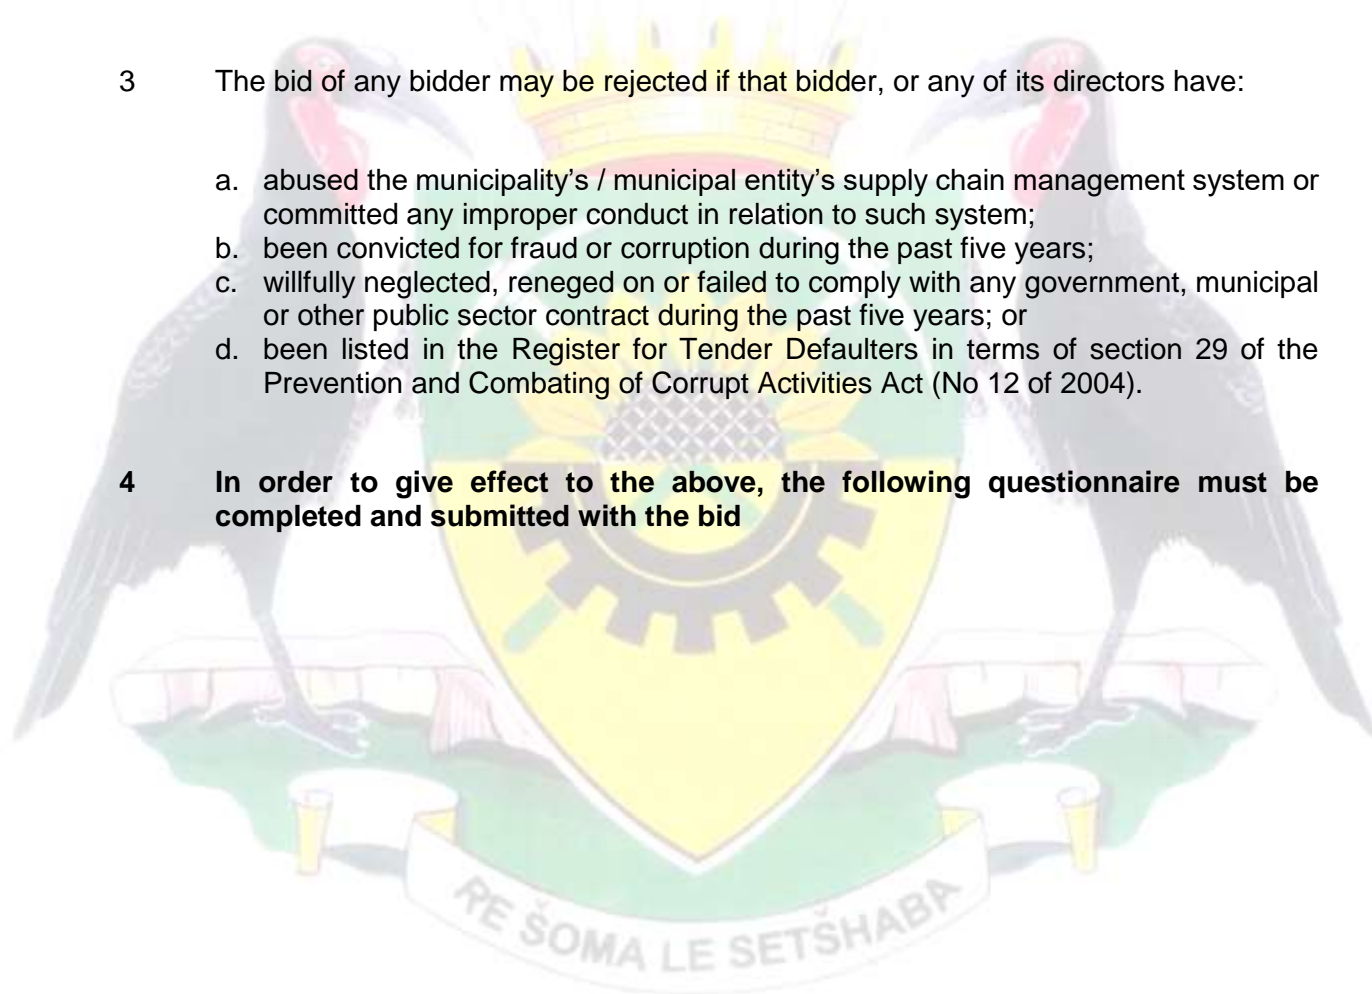 3 The bid of any bidder may be rejected if that bidder, or any of its directors have:
a. abused the municipality’s / municipal entity’s supply chain management system or
committed any improper conduct in relation to such system;
b. been convicted for fraud or corruption during the past five years;
c. willfully neglected, reneged on or failed to comply with any government, municipal
or other public sector contract during the past five years; or
d. been listed in the Register for Tender Defaulters in terms of section 29 of the
Prevention and Combating of Corrupt Activities Act (No 12 of 2004).
4 In order to give effect to the above, the following questionnaire must be
completed and submitted with the bid
RE ŠOMA LE SETŠHABA